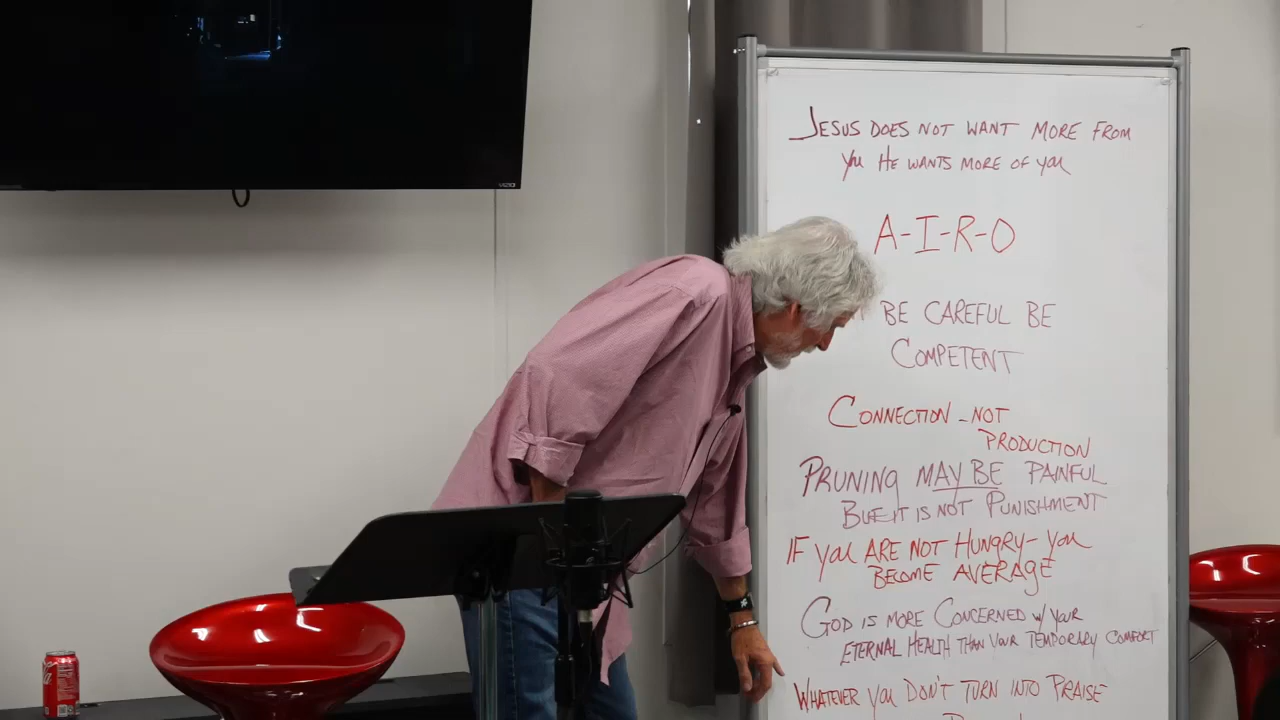 JESUS DOES NOT WANT MORE FROM
YOU HE WANTS MORE OF YOU
A-I-R-O
BE CAREFUL BE
COMPETENT
CONNECTION - NOT
PRODUCTION
PRUNING MAY BE PAINFUL
BUT IT IS NOT PUNISHMENT
IF YOU ARE NOT HUNGRY - YOU
BECOME AVERAGE
GOD IS MORE CONCERNED W/ YOUR
ETERNAL HEALTH THAN YOUR TEMPORARY COMFORT
WHATEVER YOU DON'T TURN INTO PRAISE
VIZIO